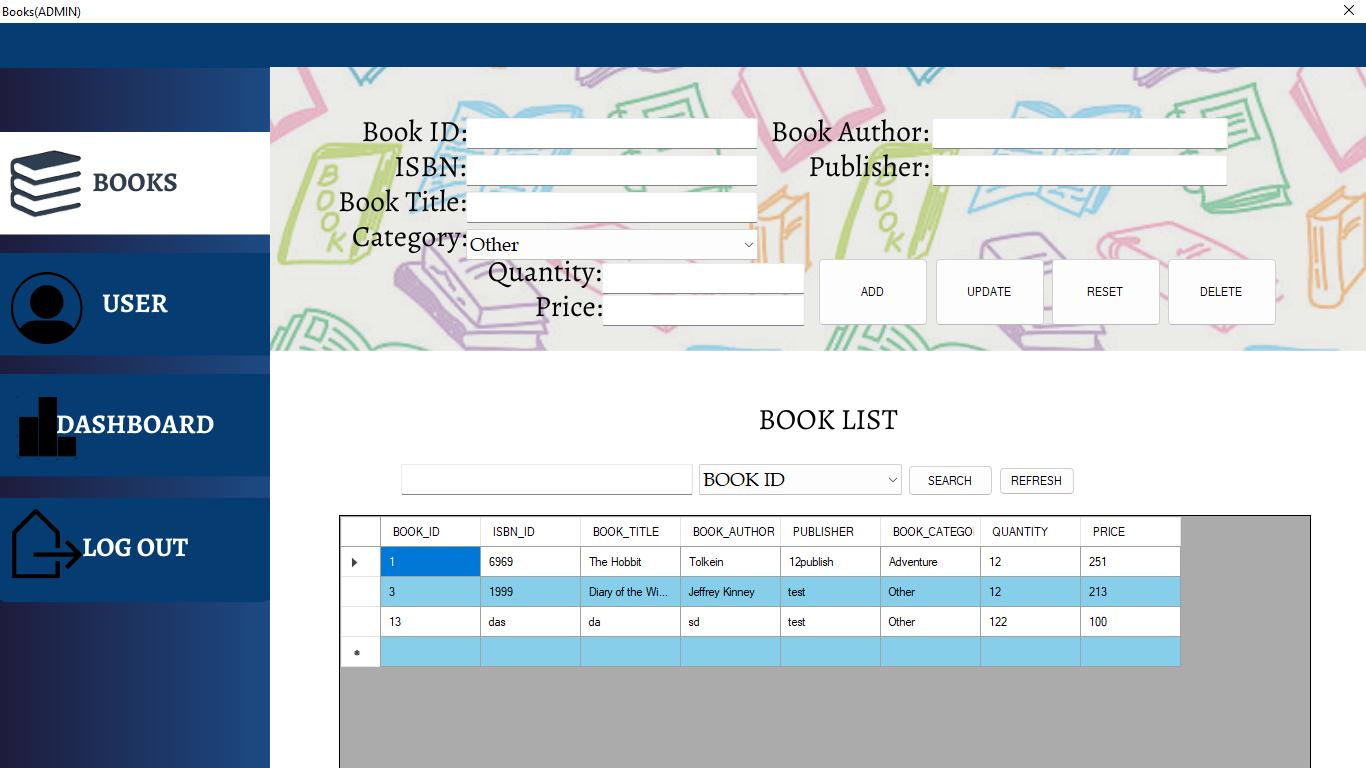 Books(ADMIN)
BOOKS
USER
DASHBOARD
LOG OUT
Book ID:
ISBN:
Book Title:
Category: Other
Quantity:
Price:
Book Author:
Publisher:
ADD UPDATE RESET DELETE
BOOK
BOOK
BOOK LIST
BOOK ID SEARCH REFRESH
BOOK_ID ISBN_ID BOOK_TITLE BOOK_AUTHOR PUBLISHER BOOK_CATEGO QUANTITY PRICE
1 6969 The Hobbit Tolkein 12publish Adventure 12 251
3 1999 Diary of the Wi... Jeffrey Kinney test Other 12 213
13 das da sd test Other 122 100